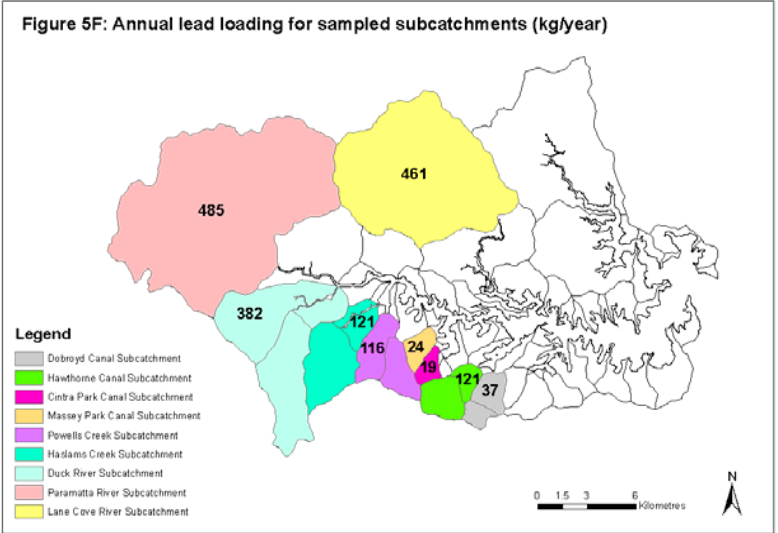 Figure 5F: Annual lead loading for sampled subcatchments (kg/year)
461
485
382
121
116
24
19
121
37
Legend
Dobroyd Canal Subcatchment
Hawthorne Canal Subcatchment
Cintra Park Canal Subcatchment
Massey Park Canal Subcatchment
Powells Creek Subcatchment
Haslams Creek Subcatchment
Duck River Subcatchment
Paramatta River Subcatchment
Lane Cove River Subcatchment
N
0 1.5 3 6
Kilometres